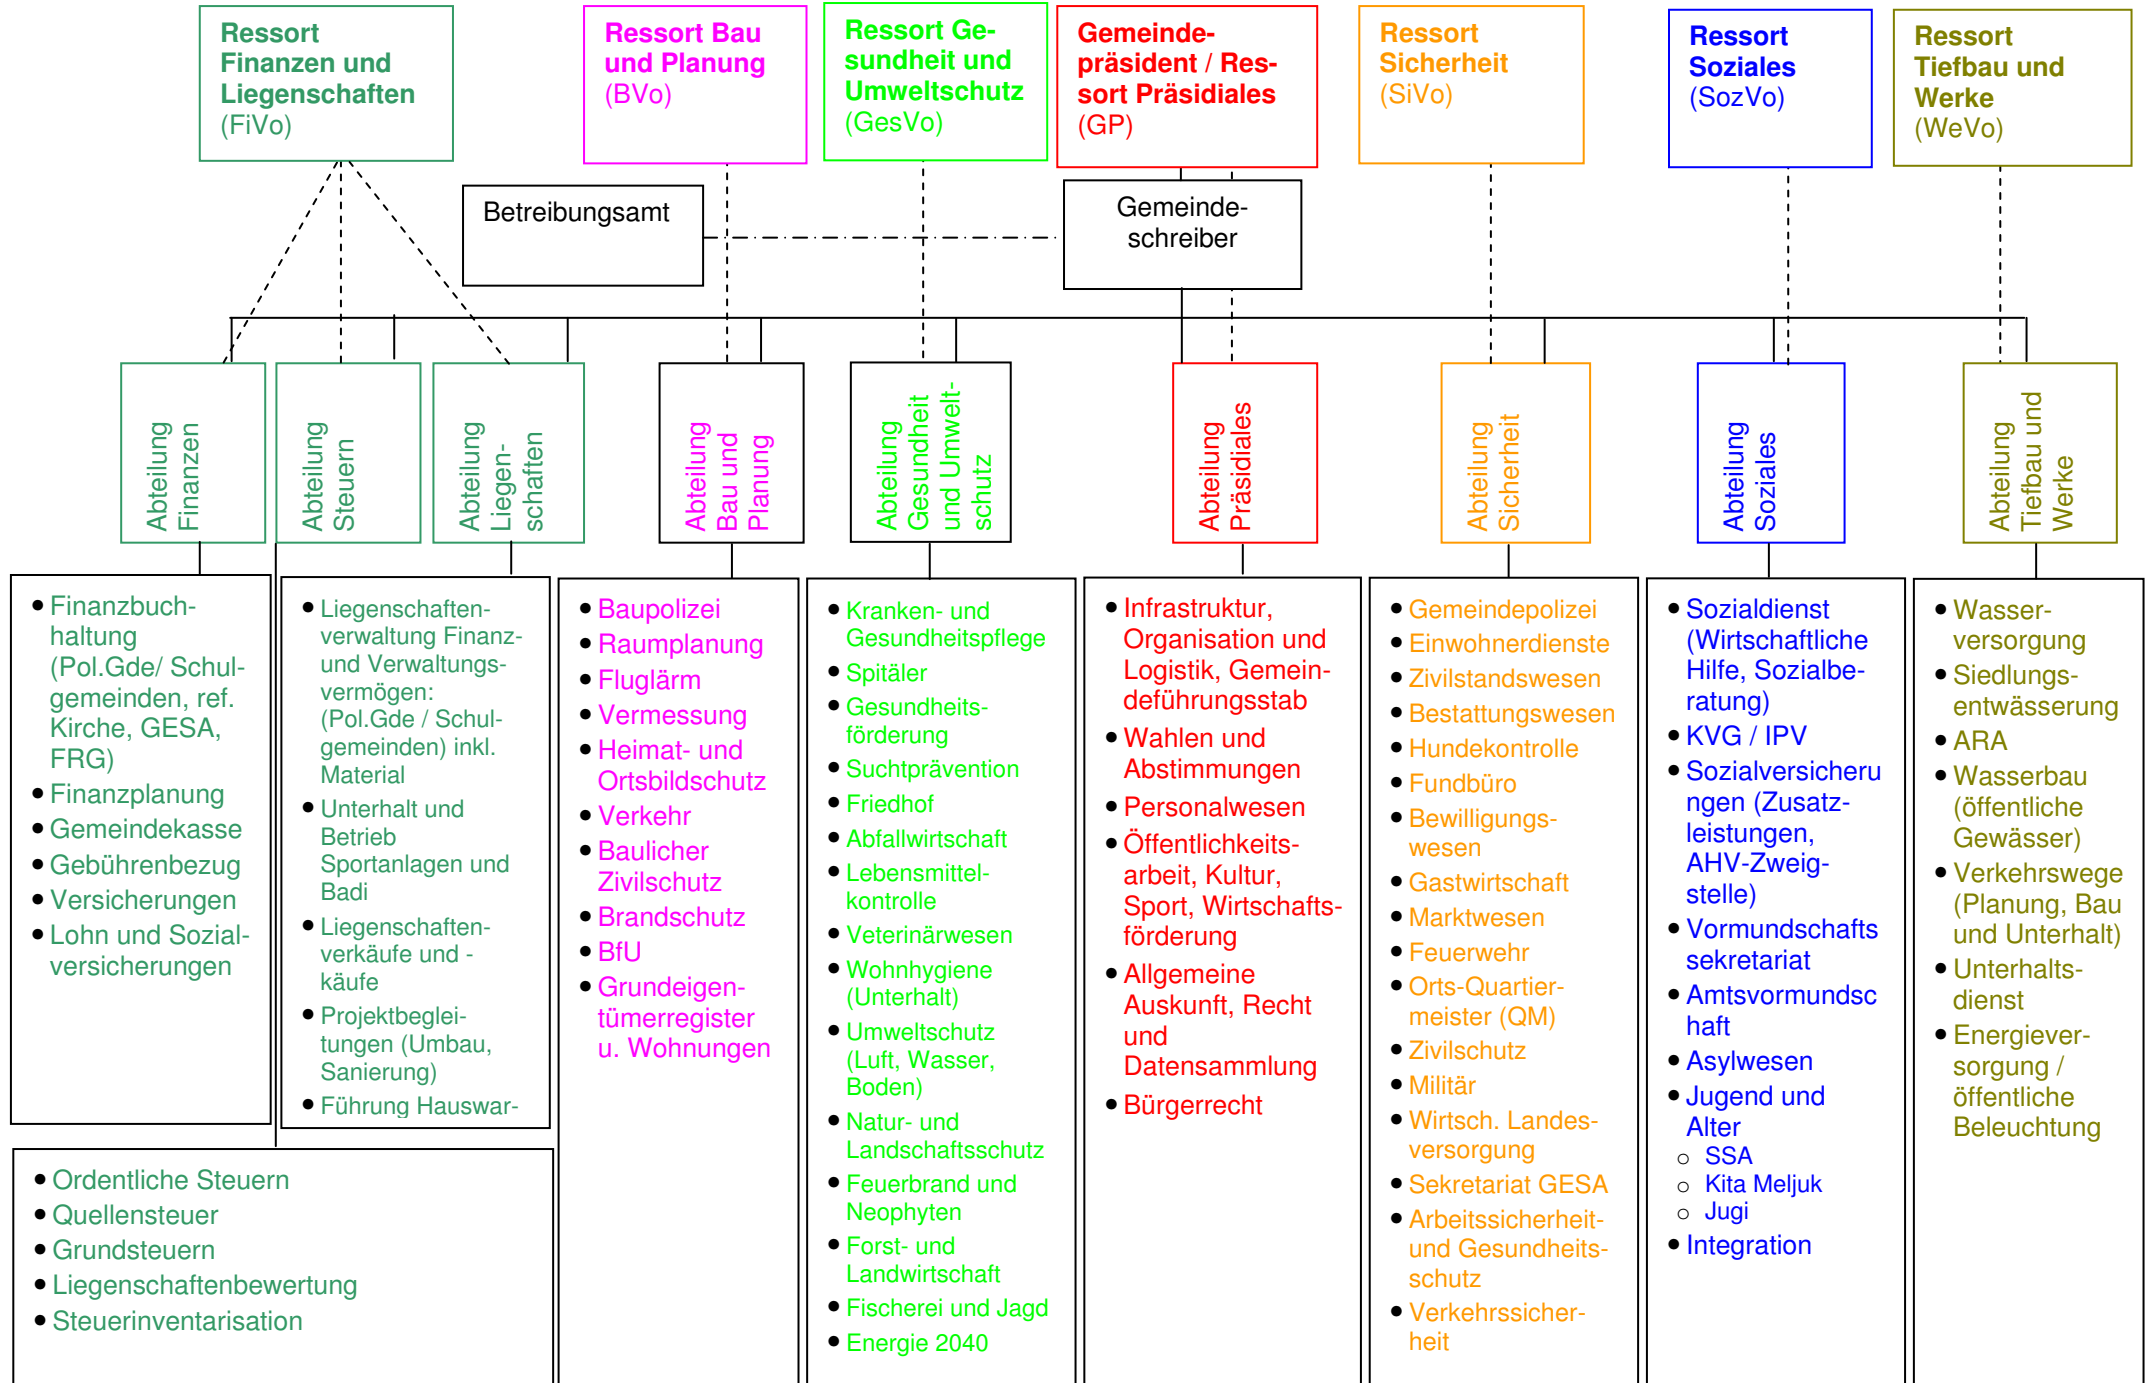 Ressort
Finanzen und
Liegenschaften
(FiVo)
Ressort Bau
und Planung
(BVo)
Ressort Ge-
sundheit und
Umweltschutz
(GesVo)
Gemeinde-
präsident / Res-
sort Präsidiales
(GP)
Ressort
Sicherheit
(SiVo)
Ressort
Soziales
(SozVo)
Ressort
Tiefbau und
Werke
(WeVo)
Betreibungsamt
Gemeinde-
schreiber
Abteilung
Finanzen
Abteilung
Steuern
Abteilung
Liegen-
schaften
Abteilung
Bau und
Planung
Abteilung
Gesundheit
und Umwelt-
schutz
Abteilung
Präsidiales
Abteilung
Sicherheit
Abteilung
Soziales
Abteilung
Tiefbau und
Werke
• Finanzbuch-
haltung
(Pol.Gde/ Schul-
gemeinden, ref.
Kirche, GESA,
FRG)
• Finanzplanung
• Gemeindekasse
• Gebührenbezug
• Versicherungen
• Lohn und Sozial-
versicherungen
• Liegenschaften-
verwaltung Finanz-
und Verwaltungs-
vermögen:
(Pol.Gde / Schul-
gemeinden) inkl.
Material
• Unterhalt und
Betrieb
Sportanlagen und
Badi
• Liegenschaften-
verkäufe und -
käufe
• Projektbeglei-
tungen (Umbau,
Sanierung)
• Führung Hauswar-
• Baupolizei
• Raumplanung
• Fluglärm
• Vermessung
• Heimat- und
Ortsbildschutz
• Verkehr
• Baulicher
Zivilschutz
• Brandschutz
• BfU
• Grundeigen-
tümerregister
u. Wohnungen
• Kranken- und
Gesundheitspflege
• Spitäler
• Gesundheits-
förderung
• Suchtprävention
• Friedhof
• Abfallwirtschaft
• Lebensmittel-
kontrolle
• Veterinärwesen
• Wohnhygiene
(Unterhalt)
• Umweltschutz
(Luft, Wasser,
Boden)
• Natur- und
Landschaftsschutz
• Feuerbrand und
Neophyten
• Forst- und
Landwirtschaft
• Fischerei und Jagd
• Energie 2040
• Infrastruktur,
Organisation und
Logistik, Gemein-
deführungsstab
• Wahlen und
Abstimmungen
• Personalwesen
• Öffentlichkeits-
arbeit, Kultur,
Sport, Wirtschafts-
förderung
• Allgemeine
Auskunft, Recht
und
Datensammlung
• Bürgerrecht
• Gemeindepolizei
• Einwohnerdienste
• Zivilstandswesen
• Bestattungswesen
• Hundekontrolle
• Fundbüro
• Bewilligungs-
wesen
• Gastwirtschaft
• Marktwesen
• Feuerwehr
• Orts-Quartier-
meister (QM)
• Zivilschutz
• Militär
• Wirtsch. Landes-
versorgung
• Sekretariat GESA
• Arbeitssicherheit-
und Gesundheits-
schutz
• Verkehrssicher-
heit
• Sozialdienst
(Wirtschaftliche
Hilfe, Sozialbe-
ratung)
• KVG / IPV
• Sozialversicheru
ngen (Zusatz-
leistungen,
AHV-Zweig-
stelle)
• Vormundschafts
sekretariat
• Amtsvormundsc
haft
• Asylwesen
• Jugend und
Alter
○ SSA
○ Kita Meljuk
○ Jugi
• Integration
• Wasser-
versorgung
• Siedlungs-
entwässerung
• ARA
• Wasserbau
(öffentliche
Gewässer)
• Verkehrswege
(Planung, Bau
und Unterhalt)
• Unterhalts-
dienst
• Energiever-
sorgung /
öffentliche
Beleuchtung
• Ordentliche Steuern
• Quellensteuer
• Grundsteuern
• Liegenschaftenbewertung
• Steuerinventarisation